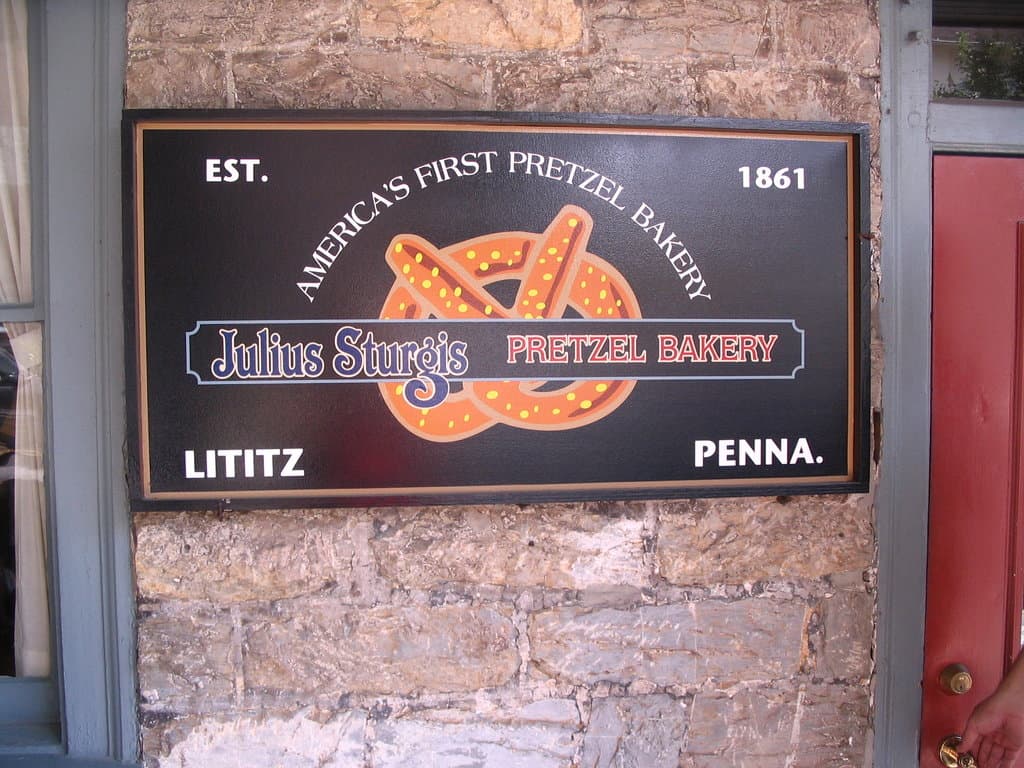 EST. 1861
AMERICA'S FIRST PRETZEL BAKERY
Julius Sturgis PRETZEL BAKERY
LITITZ PENNA.